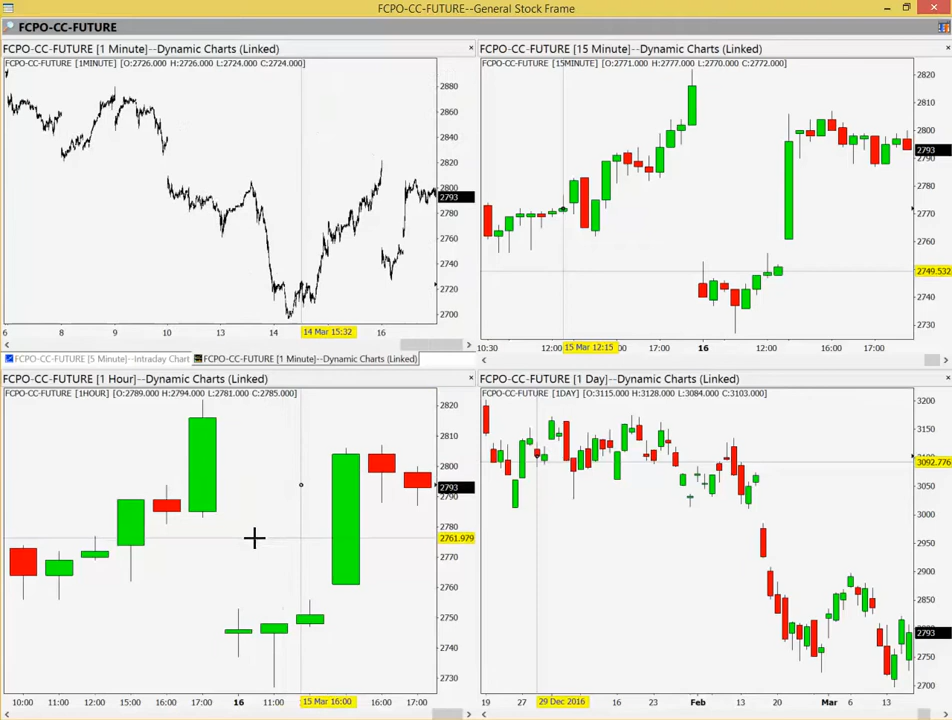 FCPO-CC-FUTURE --General Stock Frame
FCPO-CC-FUTURE
FCPO-CC-FUTURE [1 Minute]--Dynamic Charts (Linked)
FCPO-CC-FUTURE [1MINUTE] [O:2726.000 H:2726.000 L:2724.000 C:2724.000]
2880
2860
2840
2820
2800
2793
2780
2760
2740
2720
2700
6 8 9 10 13 14 14 Mar 15:32 16
FCPO-CC-FUTURE [5 Minute]--Intraday Chart FCPO-CC-FUTURE [1 Minute]--Dynamic Charts (Linked)
FCPO-CC-FUTURE [15 Minute]--Dynamic Charts (Linked)
FCPO-CC-FUTURE [15MINUTE] [O:2771.000 H:2777.000 L:2770.000 C:2772.000]
2820
2810
2800
2793
2780
2770
2760
2749.532
2740
2730
10:30 12:00 15 Mar 12:15 17:00 16 12:00 16:00 17:00
FCPO-CC-FUTURE [1 Hour]--Dynamic Charts (Linked)
FCPO-CC-FUTURE [1HOUR] [O:2789.000 H:2794.000 L:2781.000 C:2785.000]
2820
2810
2800
2793
2780
2770
2761.979
2760
2750
2740
2730
10:00 11:00 12:00 15:00 16:00 17:00 16 11:00 15 Mar 16:00 15:00 16:00 17:00
FCPO-CC-FUTURE [1 Day]--Dynamic Charts (Linked)
FCPO-CC-FUTURE [1DAY] [O:3115.000 H:3128.000 L:3084.000 C:3103.000]
3200
3150
3092.776
3050
3000
2950
2900
2850
2800
2793
2750
2700
19 27 29 Dec 2016 16 23 Feb 13 20 Mar 6 13